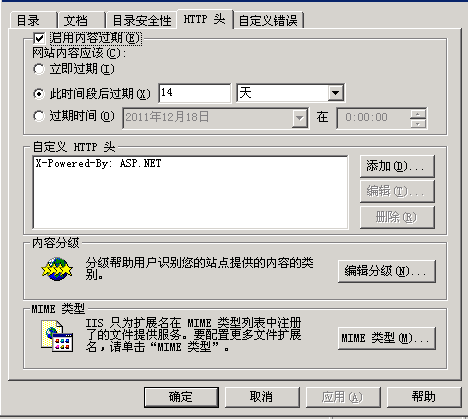 目录 文档 目录安全性 HTTP 头 自定义错误
启用内容过期(E)
网站内容应该(C):
立即过期(I)
此时间段后过期(X) 14 天
过期时间(O) 2011年12月18日 在 0:00:00
自定义 HTTP 头
X-Powered-By: ASP.NET
添加(D)...
编辑(T)...
删除(R)
内容分级
分级帮助用户识别您的站点提供的内容的类
别。
编辑分级(N)...
MIME 类型
IIS 只为扩展名在 MIME 类型列表中注册
了的文件提供服务。要配置更多文件扩展
名，请单击“MIME 类型”。
MIME 类型(M)...
确定 取消 应用(A) 帮助